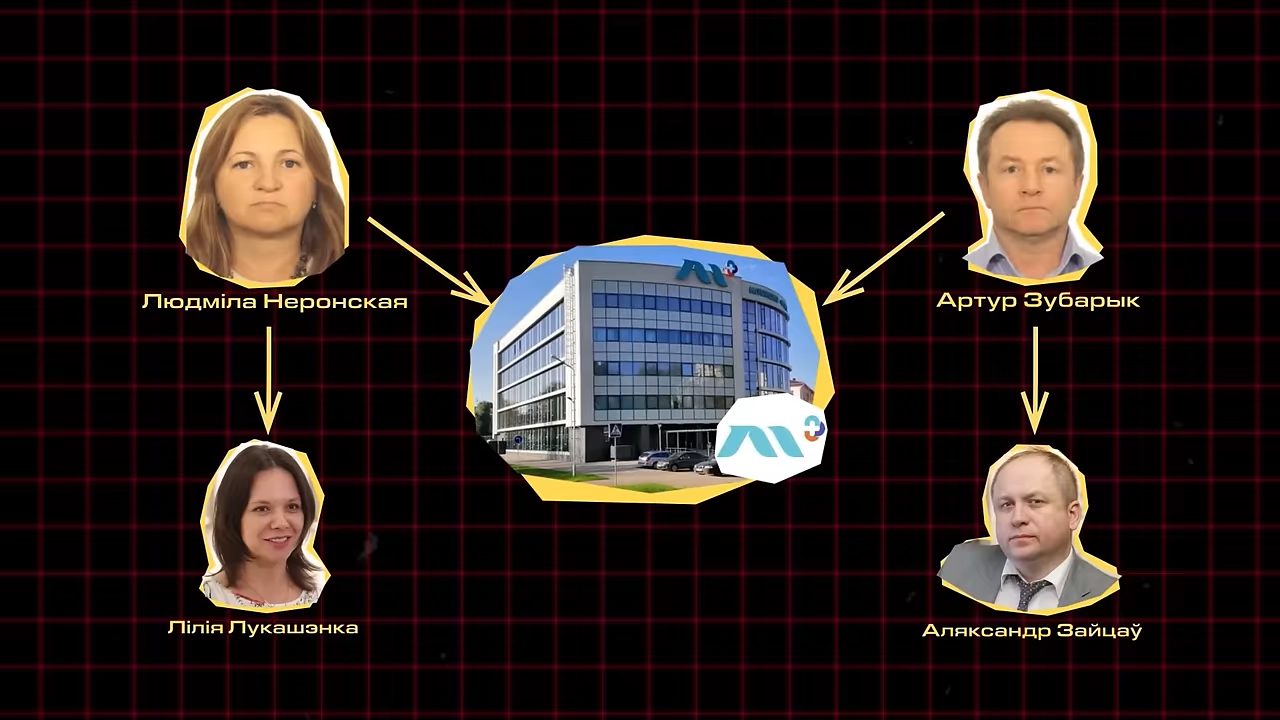 Людміла Неронская
Артур Зубарык
Лілія Лукашэнка
Аляксандр Зайцаў